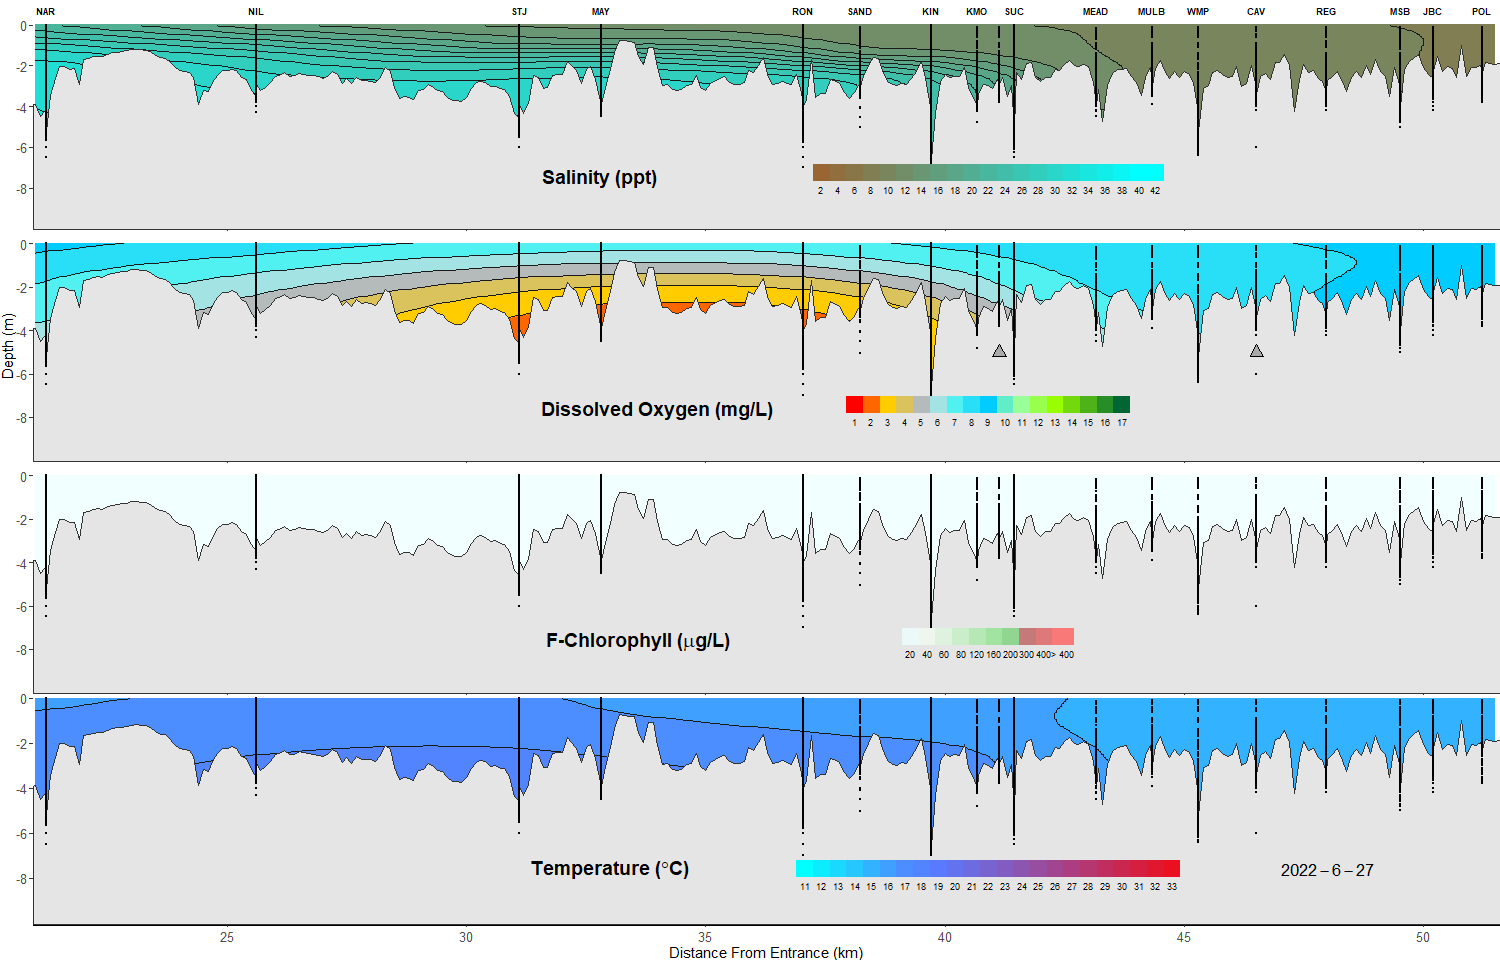 NAR NIL STJ MAY RON SAND KIN KMO SUC MEAD MULB WMP CAV REG MSB JBC POL
0
-2
-4
-6
-8
Salinity (ppt)
2 4 6 8 10 12 14 16 18 20 22 24 26 28 30 32 34 36 38 40 42
0
-2
-4
-6
-8
Depth (m)
Dissolved Oxygen (mg/L)
1 2 3 4 5 6 7 8 9 10 11 12 13 14 15 16 17
0
-2
-4
-6
-8
F-Chlorophyll (μg/L)
20 40 60 80 120 160 200 300 400> 400
0
-2
-4
-6
-8
Temperature (°C)
11 12 13 14 15 16 17 18 19 20 21 22 23 24 25 26 27 28 29 30 31 32 33
2022 – 6 – 27
25 30 35 40 45 50
Distance From Entrance (km)